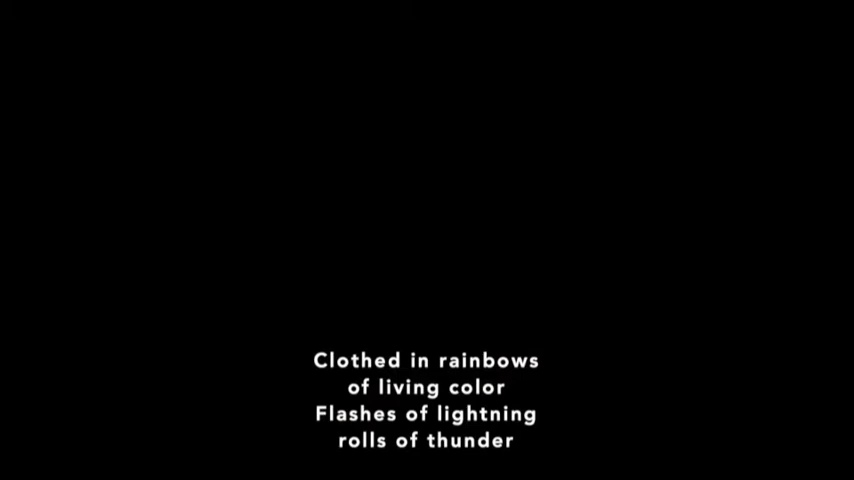 Clothed in rainbows
of living color
Flashes of lightning
rolls of thunder